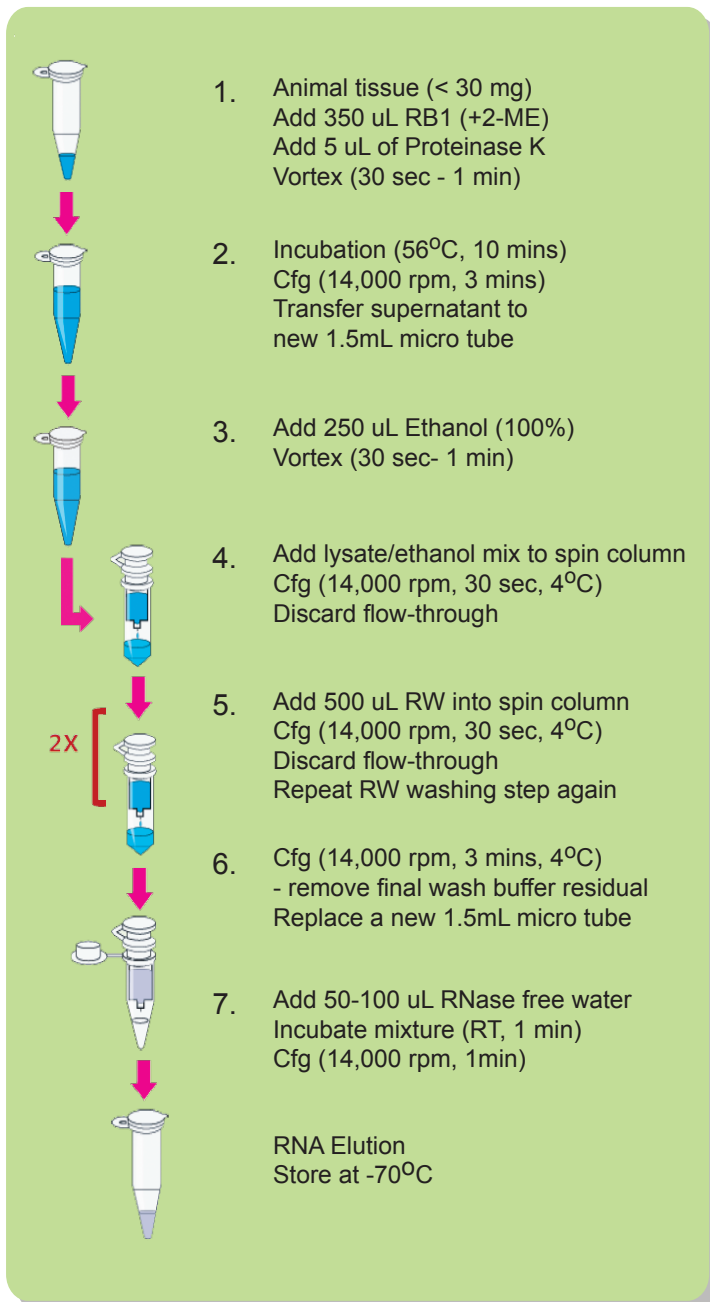 1. Animal tissue (< 30 mg)
Add 350 uL RB1 (+2-ME)
Add 5 uL of Proteinase K
Vortex (30 sec - 1 min)
2. Incubation (56°C, 10 mins)
Cfg (14,000 rpm, 3 mins)
Transfer supernatant to
new 1.5mL micro tube
3. Add 250 uL Ethanol (100%)
Vortex (30 sec- 1 min)
4. Add lysate/ethanol mix to spin column
Cfg (14,000 rpm, 30 sec, 4°C)
Discard flow-through
5. Add 500 uL RW into spin column
Cfg (14,000 rpm, 30 sec, 4°C)
Discard flow-through
Repeat RW washing step again
2X
6. Cfg (14,000 rpm, 3 mins, 4°C)
- remove final wash buffer residual
Replace a new 1.5mL micro tube
7. Add 50-100 uL RNase free water
Incubate mixture (RT, 1 min)
Cfg (14,000 rpm, 1min)
RNA Elution
Store at -70°C